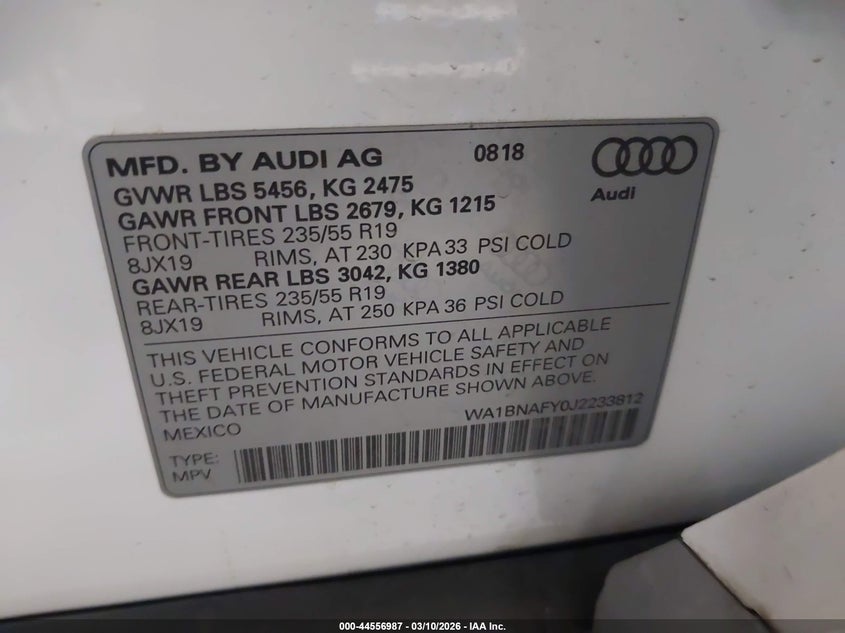 MFD. BY AUDI AG 0818
Audi
GVWR LBS 5456, KG 2475
GAWR FRONT LBS 2679, KG 1215
FRONT-TIRES 235/55 R19
8JX19 RIMS, AT 230 KPA 33 PSI COLD
GAWR REAR LBS 3042, KG 1380
REAR-TIRES 235/55 R19
8JX19 RIMS, AT 250 KPA 36 PSI COLD
THIS VEHICLE CONFORMS TO ALL APPLICABLE
U.S. FEDERAL MOTOR VEHICLE SAFETY AND
THEFT PREVENTION STANDARDS IN EFFECT ON
THE DATE OF MANUFACTURE SHOWN ABOVE.
MEXICO WA1BNAFY0J2233812
TYPE:
MPV
000-44556987 - 03/10/2026 - IAA Inc.